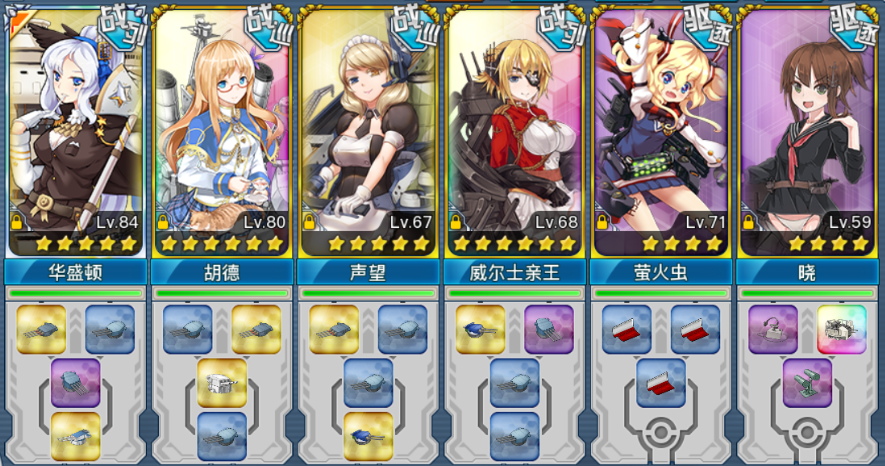 战列
战巡
战巡
战列
驱逐
驱逐
Lv.84
Lv.80
Lv.67
Lv.68
Lv.71
Lv.59
华盛顿
胡德
声望
威尔士亲王
萤火虫
晓